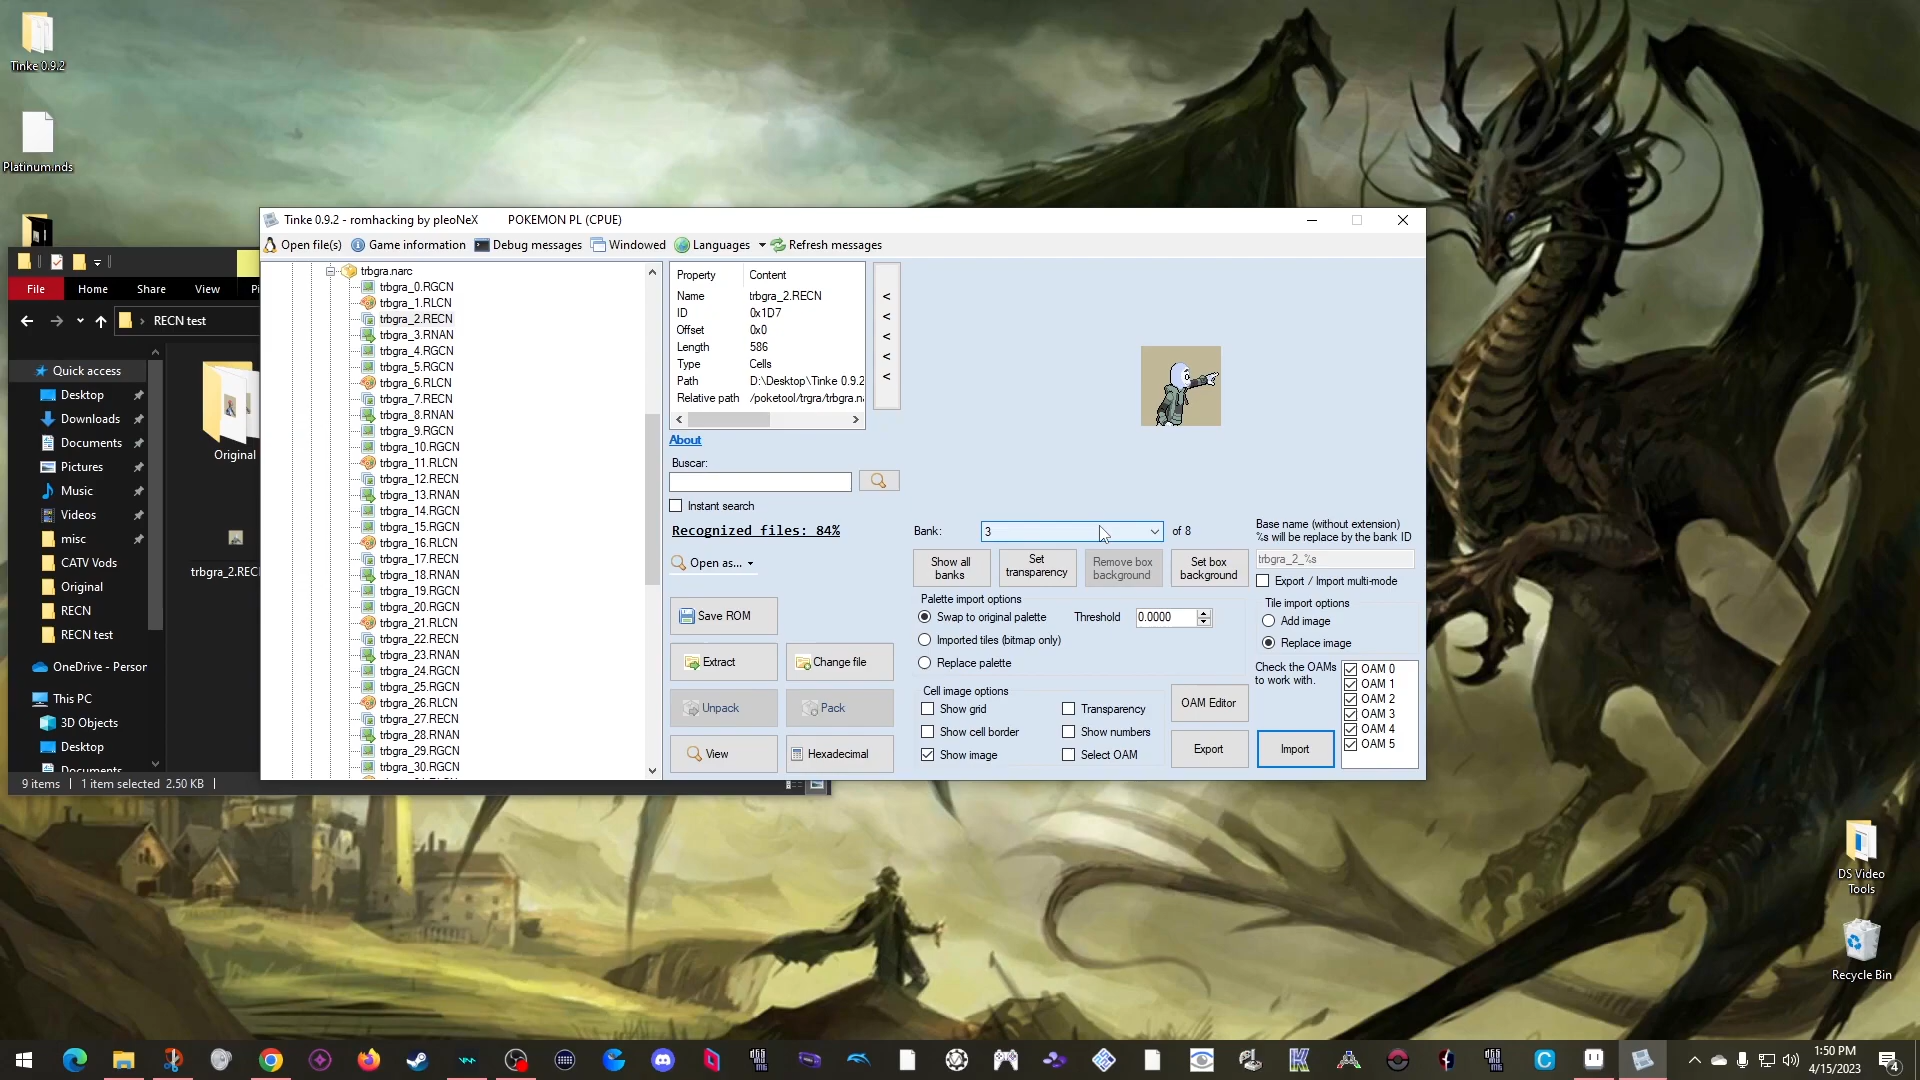 Tinke 0.9.2
Platinum.nds
File
Home
Share
View
RECN test
Quick access
Desktop
Downloads
Documents
Pictures
Music
Videos
misc
CATV Vods
Original
RECN
RECN test
OneDrive - Person
This PC
3D Objects
Desktop
Documents
Original
trbgra_2.REC
9 items
1 item selected 2.50 KB
Tinke 0.9.2 - romhacking by pleoNeX
POKEMON PL (CPUE)
Open file(s)
Game information
Debug messages
Windowed
Languages
Refresh messages
trbgra.narc
trbgra_0.RGCN
trbgra_1.RLCN
trbgra_2.RECN
trbgra_3.RNAN
trbgra_4.RGCN
trbgra_5.RGCN
trbgra_6.RLCN
trbgra_7.RECN
trbgra_8.RNAN
trbgra_9.RGCN
trbgra_10.RGCN
trbgra_11.RLCN
trbgra_12.RECN
trbgra_13.RNAN
trbgra_14.RGCN
trbgra_15.RGCN
trbgra_16.RLCN
trbgra_17.RECN
trbgra_18.RNAN
trbgra_19.RGCN
trbgra_20.RGCN
trbgra_21.RLCN
trbgra_22.RECN
trbgra_23.RNAN
trbgra_24.RGCN
trbgra_25.RGCN
trbgra_26.RLCN
trbgra_27.RECN
trbgra_28.RNAN
trbgra_29.RGCN
trbgra_30.RGCN
Property Content
Name trbgra_2.RECN
ID 0x1D7
Offset 0x0
Length 586
Type Cells
Path D:\Desktop\Tinke 0.9.2
Relative path /poketool/trgra/trbgra.na
<
<
<
<
<
About
Buscar:
Instant search
Recognized files: 84%
Open as...
Save ROM
Extract
Change file
Unpack
Pack
View
Hexadecimal
Bank:
3
of 8
Show all
banks
Set
transparency
Remove box
background
Set box
background
Palette import options
Swap to original palette
Threshold
0.0000
Imported tiles (bitmap only)
Replace palette
Cell image options
Show grid
Transparency
Show cell border
Show numbers
Show image
Select OAM
Base name (without extension)
%s will be replace by the bank ID
trbgra_2_%s
Export / Import multi-mode
Tile import options
Add image
Replace image
Check the OAMs
to work with.
OAM 0
OAM 1
OAM 2
OAM 3
OAM 4
OAM 5
OAM Editor
Export
Import
DS Video
Tools
Recycle Bin
1:50 PM
4/15/2023
4